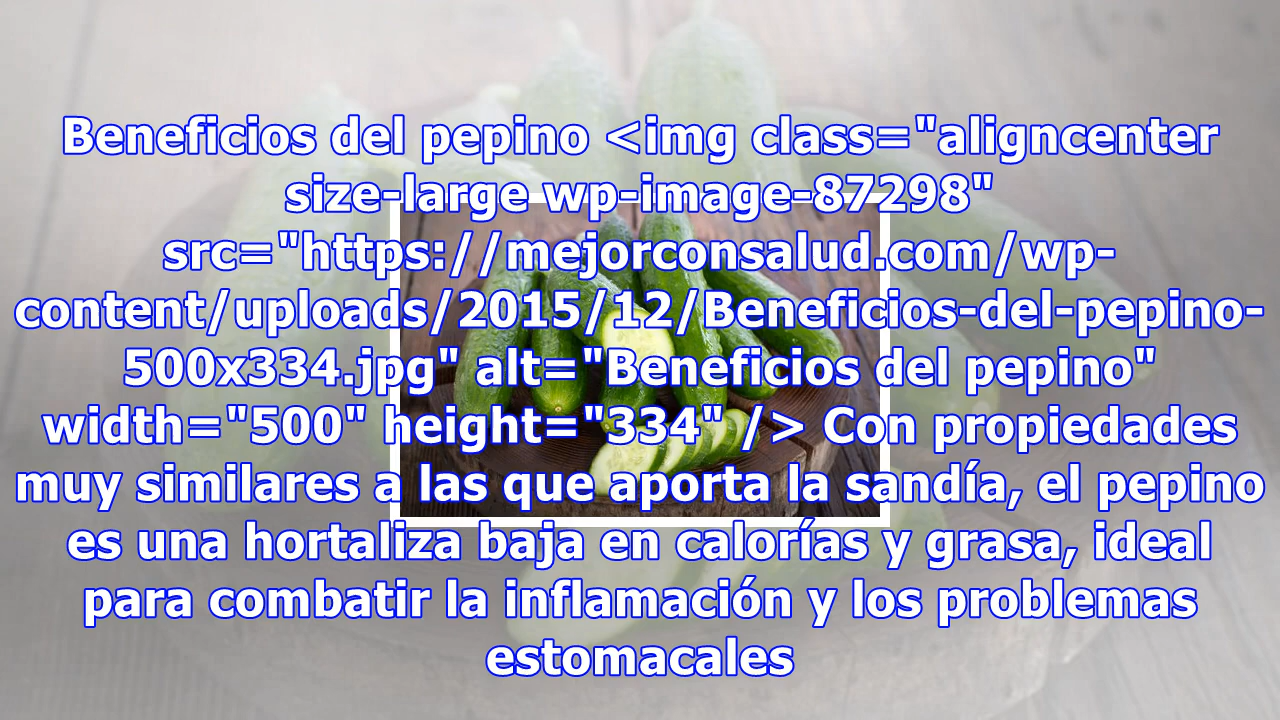 Beneficios del pepino <img class="aligncenter
size-large wp-image-87298"
src="https://mejorconsalud.com/wp-
content/uploads/2015/12/Beneficios-del-pepino-
500x334.jpg" alt="Beneficios del pepino"
width="500" height="334" /> Con propiedades
muy similares a las que aporta la sandía, el pepino
es una hortaliza baja en calorías y grasa, ideal
para combatir la inflamación y los problemas
estomacales